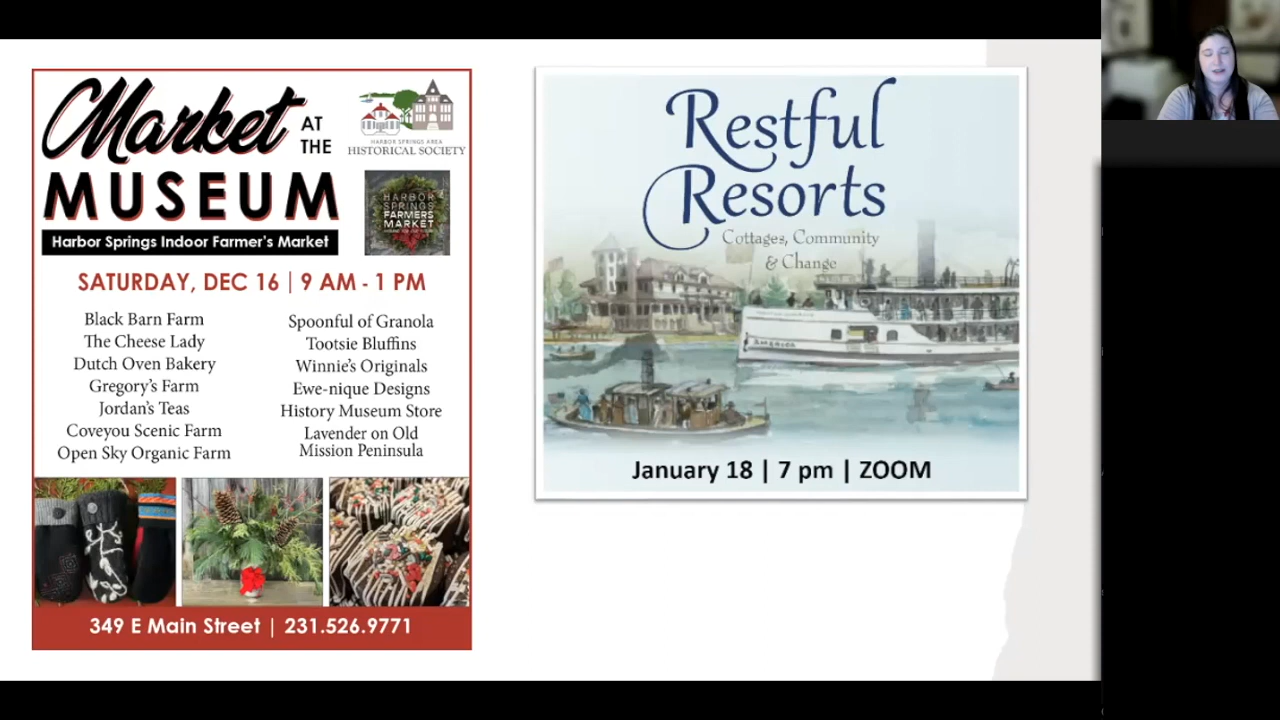 Market AT
THE
MUSEUM
HARBOR SPRINGS AREA
HISTORICAL SOCIETY
HARBOR
SPRINGS
FARMERS
MARKET
Harbor Springs Indoor Farmer's Market
SATURDAY, DEC 16 | 9 AM - 1 PM
Black Barn Farm
The Cheese Lady
Dutch Oven Bakery
Gregory's Farm
Jordan's Teas
Coveyou Scenic Farm
Open Sky Organic Farm
Spoonful of Granola
Tootsie Bluffins
Winnie's Originals
Ewe-nique Designs
History Museum Store
Lavender on Old
Mission Peninsula
349 E Main Street | 231.526.9771
Restful
Resorts
Cottages, Community
& Change
AMERICA
January 18 | 7 pm | ZOOM